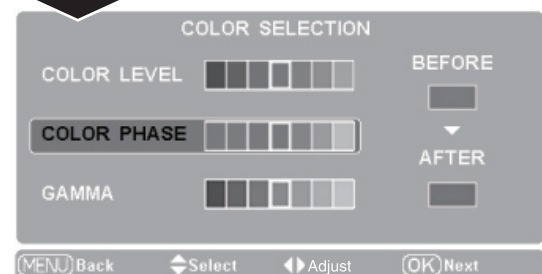 COLOR SELECTION
COLOR LEVEL
BEFORE
COLOR PHASE
AFTER
GAMMA
(MENU) Back Select Adjust (OK) Next